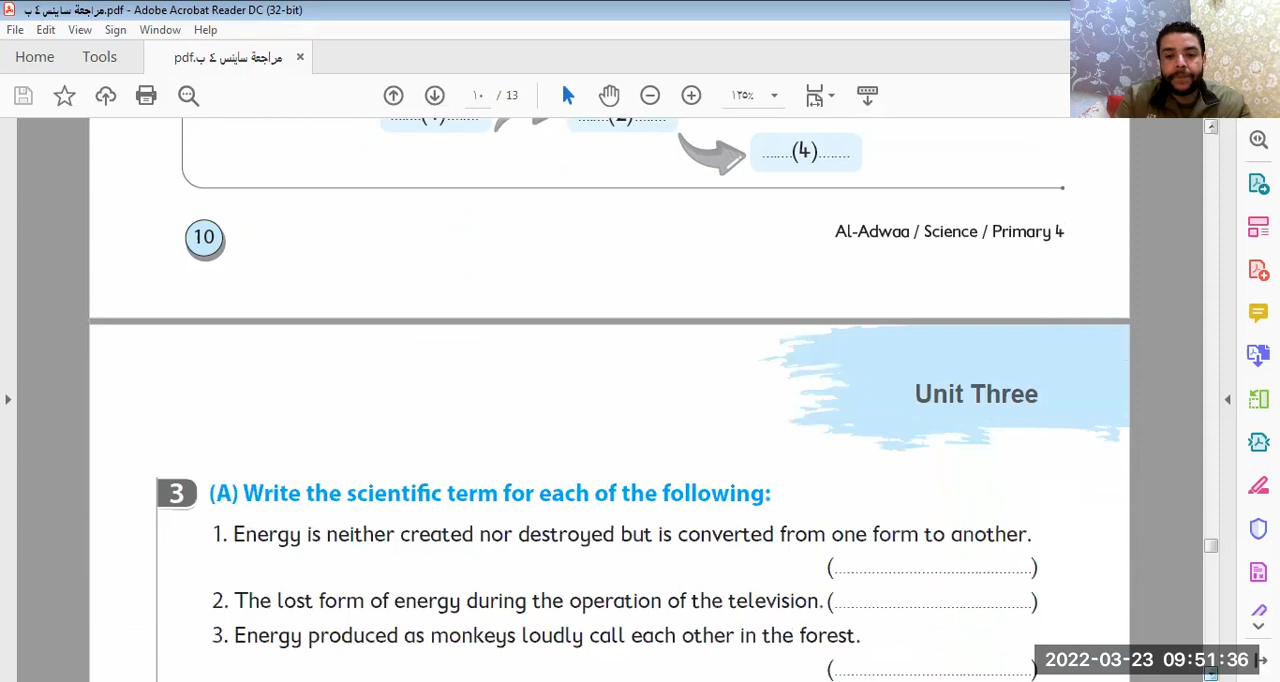 مراجعة ساينس ٤ ب.pdf - Adobe Acrobat Reader DC (32-bit)
File Edit View Sign Window Help
Home Tools مراجعة ساينس ٤ ب.pdf ×
١٠ / 13 ١٢٥%
.......(4)........
10
Al-Adwaa / Science / Primary 4
Unit Three
3 (A) Write the scientific term for each of the following:
1. Energy is neither created nor destroyed but is converted from one form to another.
(..........................................)
2. The lost form of energy during the operation of the television. (..........................................)
3. Energy produced as monkeys loudly call each other in the forest.
(..........................................)
2022-03-23 09:51:36